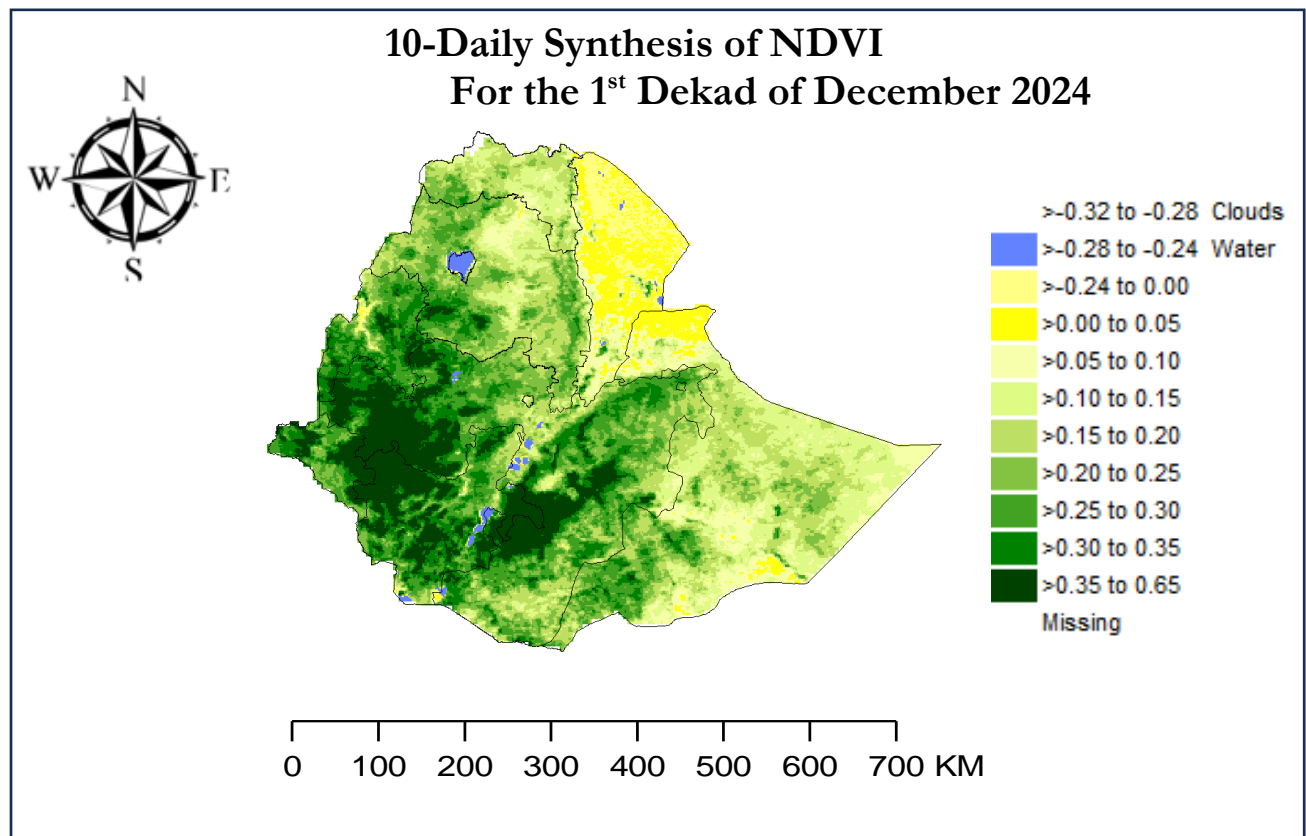 10-Daily Synthesis of NDVI
For the 1st Dekad of December 2024
N
W
E
S
>-0.32 to -0.28 Clouds
>-0.28 to -0.24 Water
>-0.24 to 0.00
>0.00 to 0.05
>0.05 to 0.10
>0.10 to 0.15
>0.15 to 0.20
>0.20 to 0.25
>0.25 to 0.30
>0.30 to 0.35
>0.35 to 0.65
Missing
0 100 200 300 400 500 600 700 KM